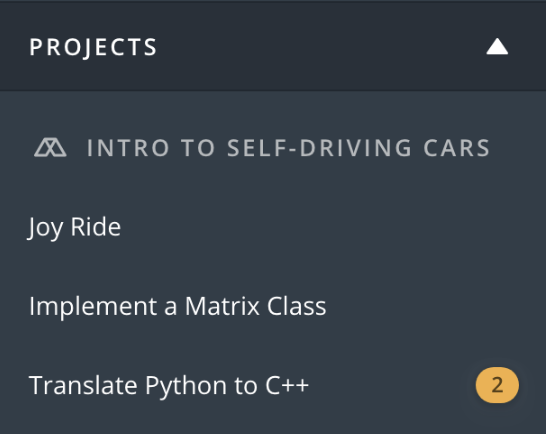 PROJECTS
INTRO TO SELF-DRIVING CARS
Joy Ride
Implement a Matrix Class
Translate Python to C++ 2